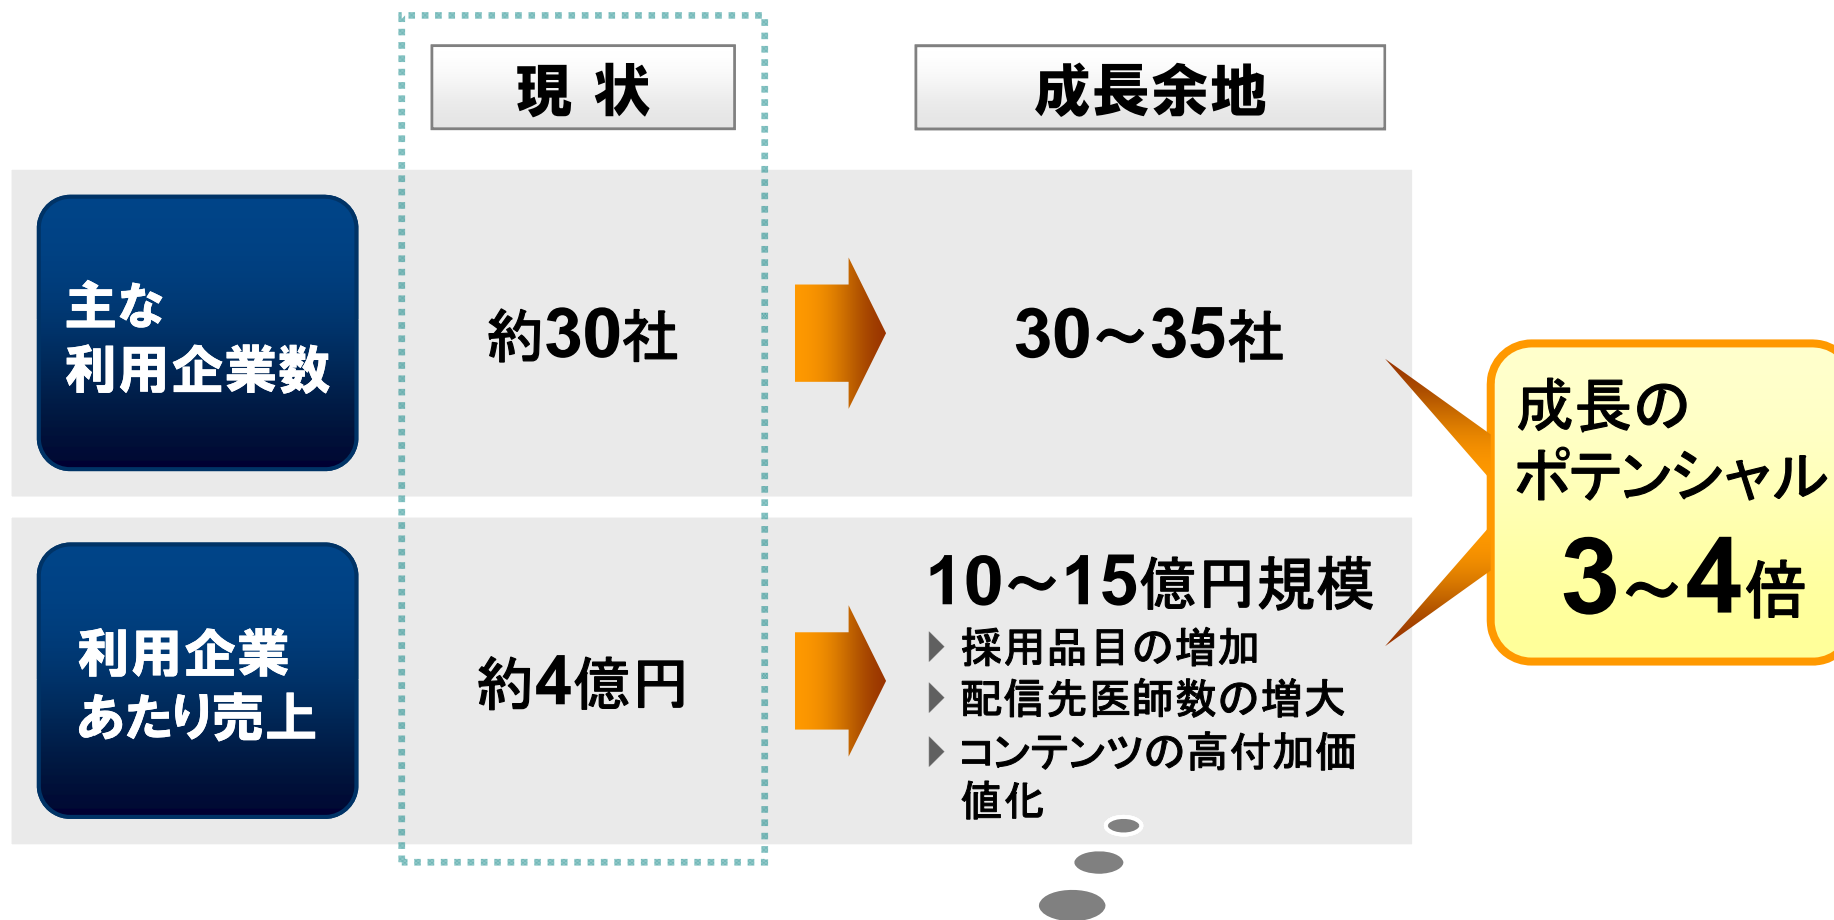 現 状
成長余地
主な
利用企業数
約30社
30～35社
利用企業
あたり売上
約4億円
10～15億円規模
採用品目の増加
配信先医師数の増大
コンテンツの高付加価
値化
成長の
ポテンシャル
3～4倍